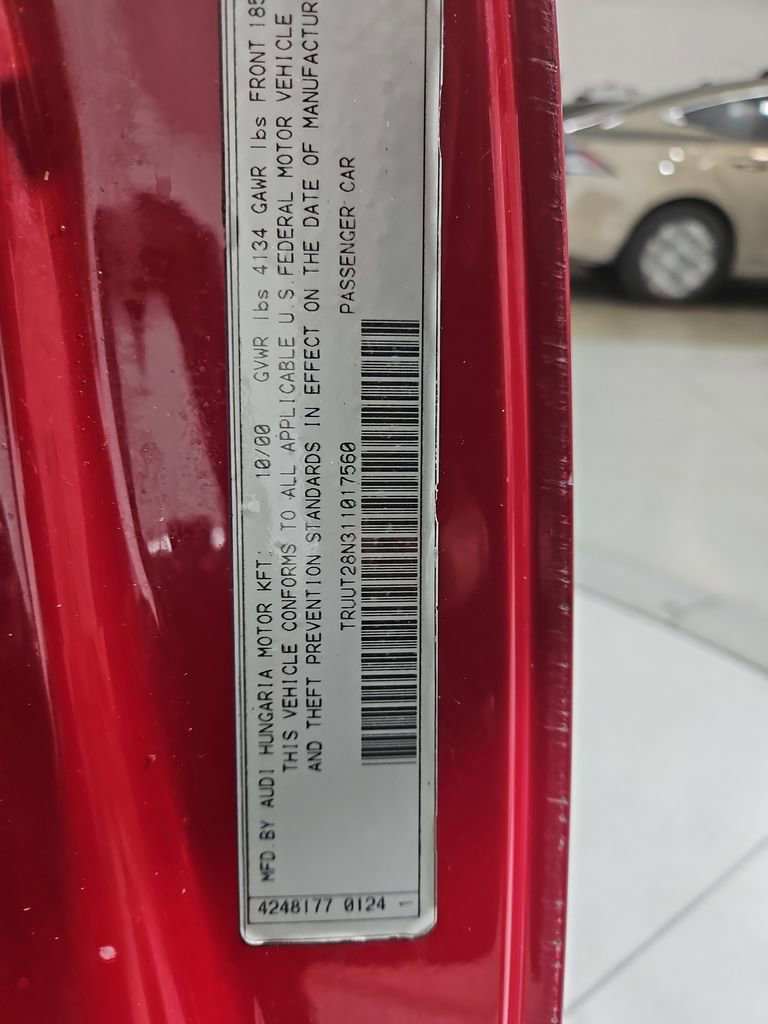 MFD.BY AUDI HUNGARIA MOTOR KFT. 10/00 GVWR lbs 4134 GAWR lbs FRONT
THIS VEHICLE CONFORMS TO ALL APPLICABLE U.S.FEDERAL MOTOR VEHICLE
AND THEFT PREVENTION STANDARDS IN EFFECT ON THE DATE OF
TRUUT28N311017560 PASSENGER CAR
4248177 0124